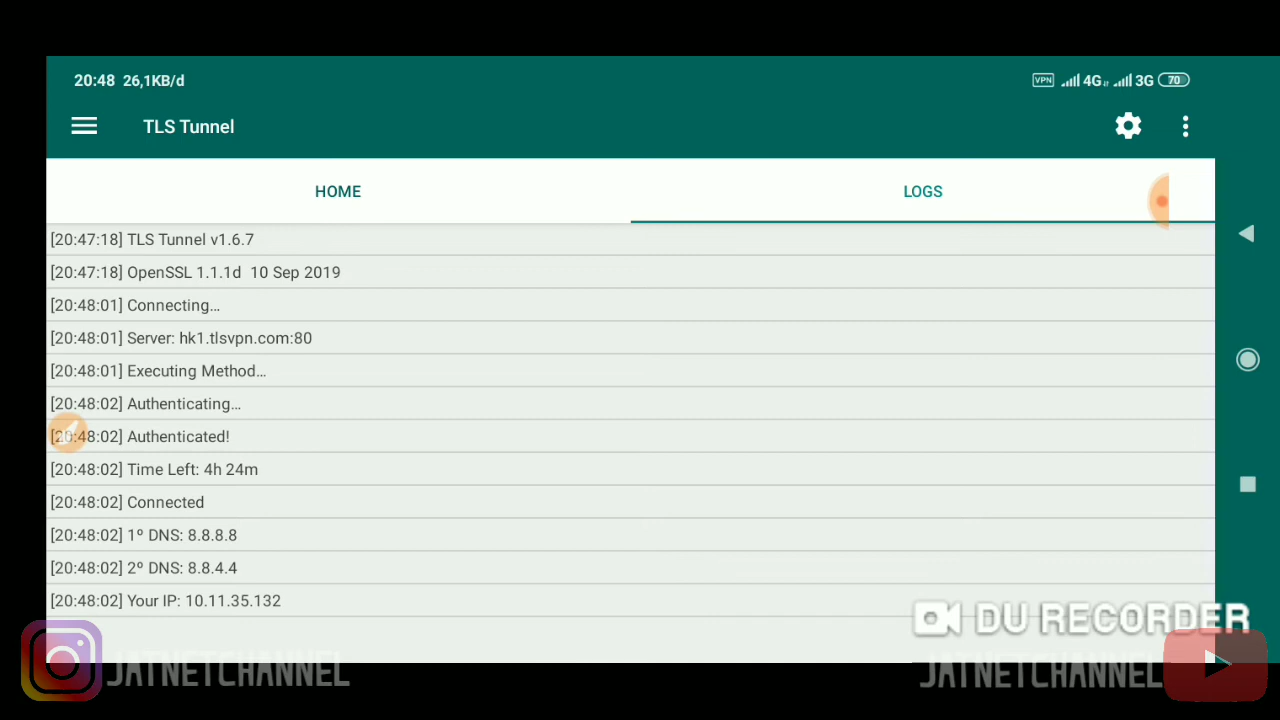 20:48 26,1KB/d
VPN 4G 3G 70
TLS Tunnel
HOME
LOGS
[20:47:18] TLS Tunnel v1.6.7
[20:47:18] OpenSSL 1.1.1d 10 Sep 2019
[20:48:01] Connecting…
[20:48:01] Server: hk1.tlsvpn.com:80
[20:48:01] Executing Method…
[20:48:02] Authenticating…
[20:48:02] Authenticated!
[20:48:02] Time Left: 4h 24m
[20:48:02] Connected
[20:48:02] 1º DNS: 8.8.8.8
[20:48:02] 2º DNS: 8.8.4.4
[20:48:02] Your IP: 10.11.35.132
DU RECORDER
JATNETCHANNEL
JATNETCHANNEL